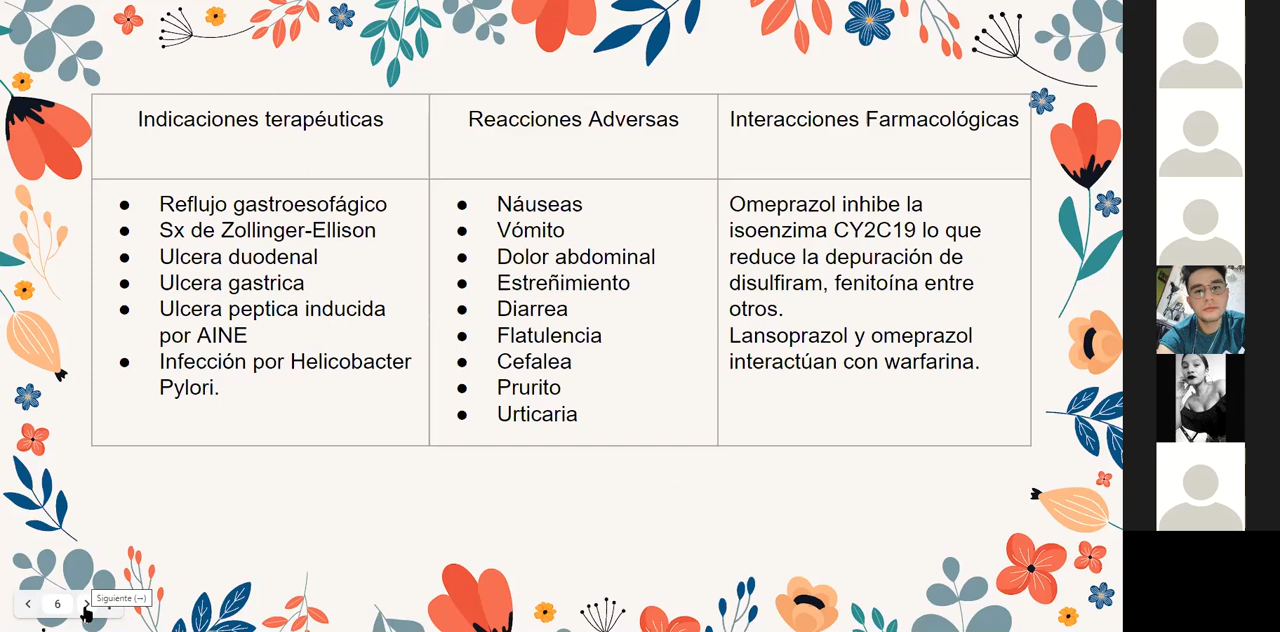 Indicaciones terapéuticas
Reacciones Adversas
Interacciones Farmacológicas
● Reflujo gastroesofágico
● Sx de Zollinger-Ellison
● Ulcera duodenal
● Ulcera gastrica
● Ulcera peptica inducida
por AINE
● Infección por Helicobacter
Pylori.
● Náuseas
● Vómito
● Dolor abdominal
● Estreñimiento
● Diarrea
● Flatulencia
● Cefalea
● Prurito
● Urticaria
Omeprazol inhibe la
isoenzima CY2C19 lo que
reduce la depuración de
disulfiram, fenitoína entre
otros.
Lansoprazol y omeprazol
interactúan con warfarina.
6
Siguiente (→)